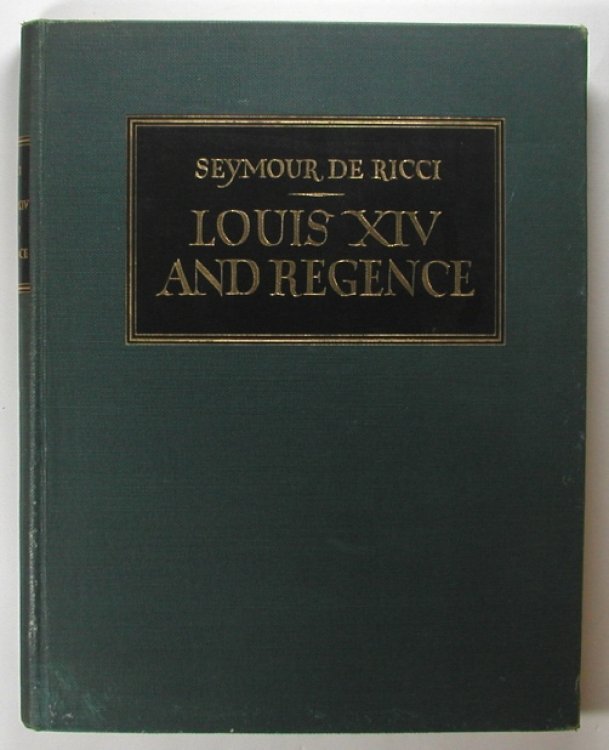 SEYMOUR DE RICCI
LOUIS XIV
AND REGENCE